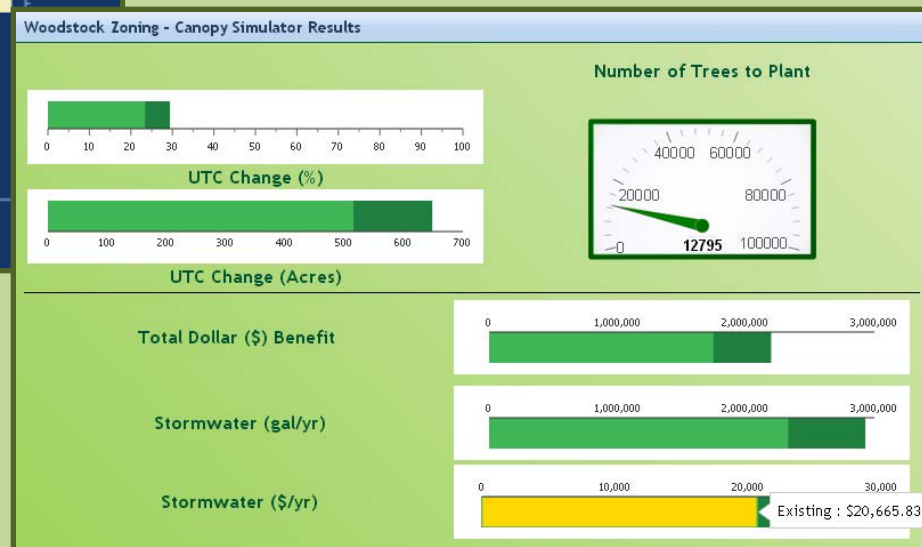 Woodstock Zoning - Canopy Simulator Results
Number of Trees to Plant
0 10 20 30 40 50 60 70 80 90 100
UTC Change (%)
0 100 200 300 400 500 600 700
UTC Change (Acres)
0 20000 40000 60000 80000 100000
12795
Total Dollar ($) Benefit
0 1,000,000 2,000,000 3,000,000
Stormwater (gal/yr)
0 1,000,000 2,000,000 3,000,000
Stormwater ($/yr)
0 10,000 20,000 30,000
Existing : $20,665.83